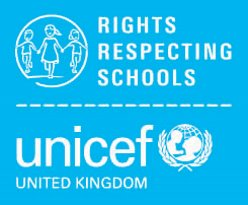 RIGHTS
RESPECTING
SCHOOLS
unicef
UNITED KINGDOM